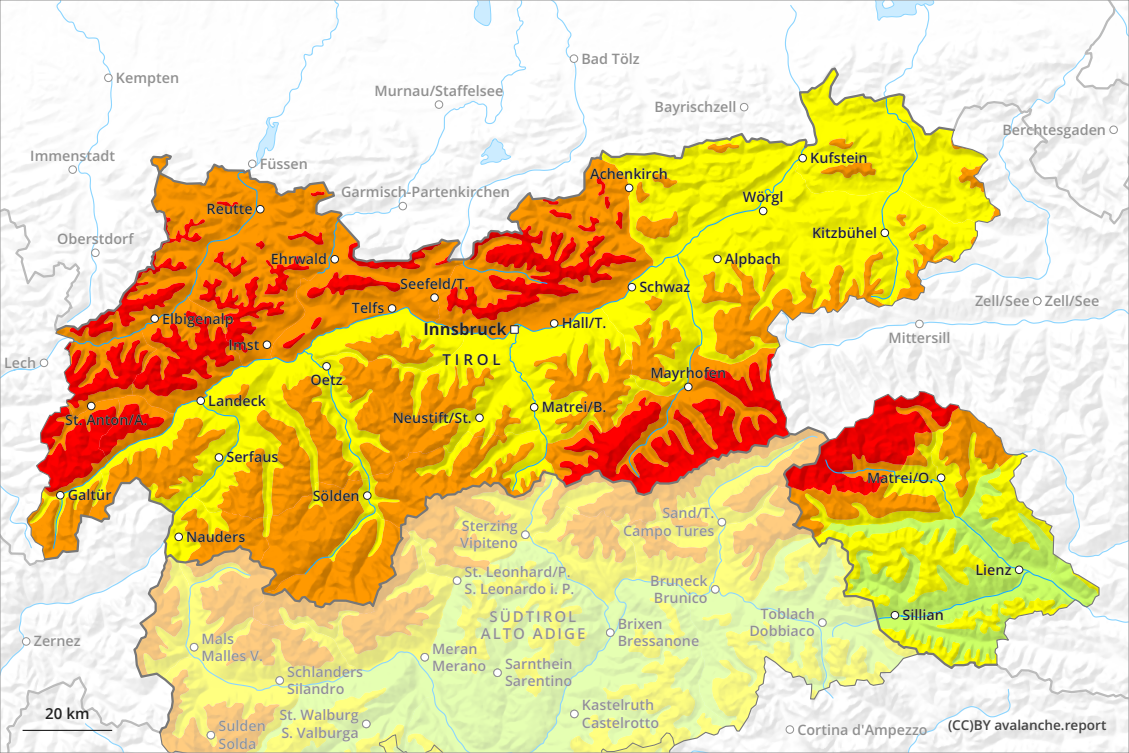 Kempten
Bad Tölz
Murnau/Staffelsee
Bayrischzell
Berchtesgaden
Immenstadt
Füssen
Kufstein
Achenkirch
Garmisch-Partenkirchen
Wörgl
Reutte
Kitzbühel
Oberstdorf
Ehrwald
Alpbach
Seefeld/T.
Schwaz
Zell/See
Zell/See
Telfs
Elbigenalp
Innsbruck
Hall/T.
Mittersill
Imst
TIROL
Lech
Mayrhofen
Oetz
Landeck
Matrei/B.
St. Anton/A.
Neustift/St.
Serfaus
Matrei/O.
Galtür
Sölden
Sand/T.
Campo Tures
Sterzing
Vipiteno
Nauders
Lienz
St. Leonhard/P.
S. Leonardo i. P.
Bruneck
Brunico
SÜDTIROL
ALTO ADIGE
Toblach
Dobbiaco
Sillian
Brixen
Bressanone
Zernez
Mals
Malles V.
Meran
Merano
Sarnthein
Sarentino
Schlanders
Silandro
Kastelruth
Castelrotto
St. Walburg
S. Valburga
20 km
Sulden
Solda
Cortina d'Ampezzo
(CC)BY avalanche.report